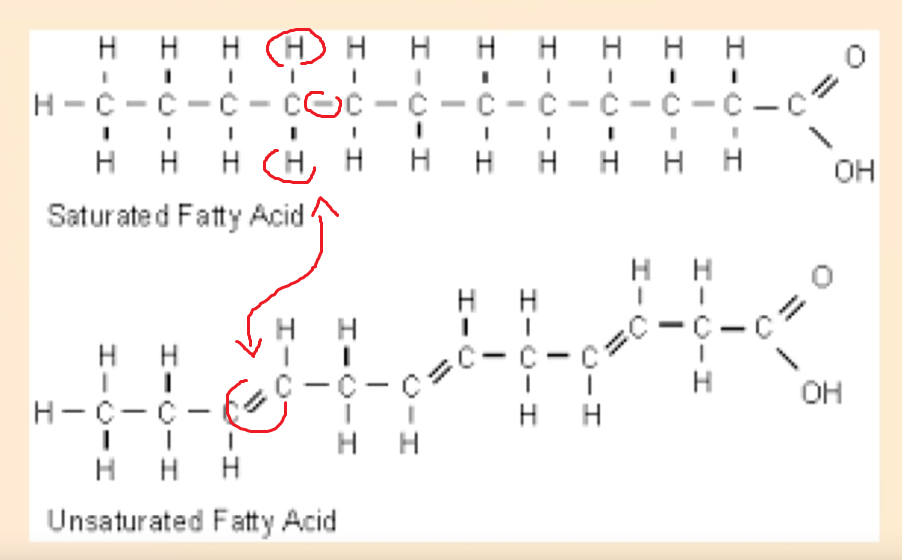 H H H H H H H H H H H O
H – C – C – C – C – C – C – C – C – C – C – C – C
H H H H H H H H H H H OH
Saturated Fatty Acid
H H O
H H
H H C – C – C
H H C – C – C
C – C – C H OH
H – C – C – C H H
H H
H H H
Unsaturated Fatty Acid